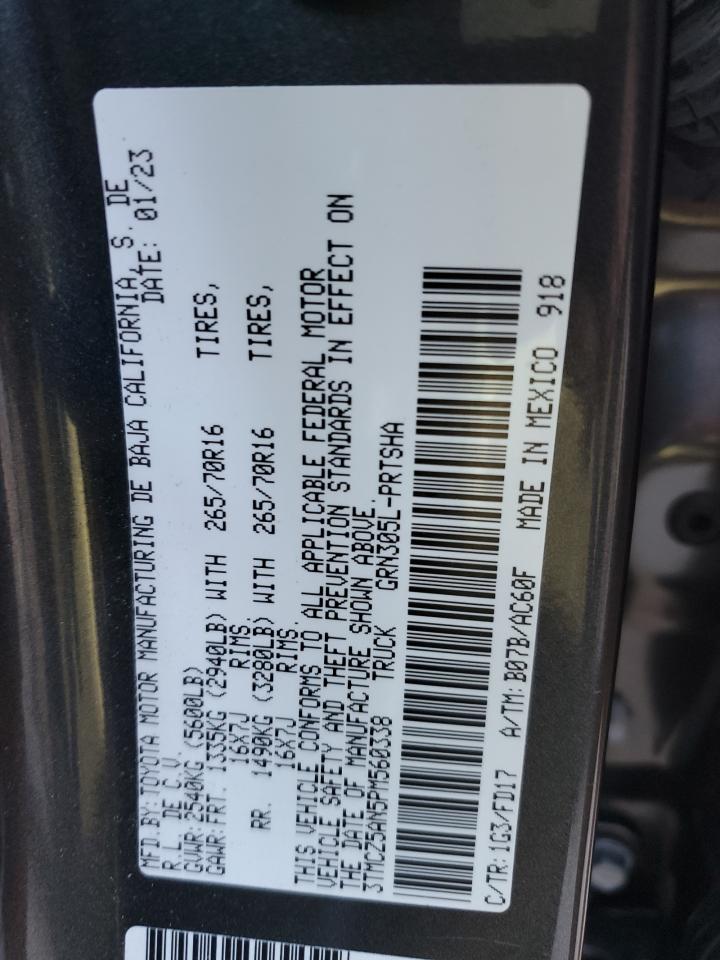 MFD.BY:TOYOTA MOTOR MANUFACTURING DE BAJA CALIFORNIA, S. DE
R.L. DE C.V. DATE: 01/23
GVWR:2540KG (5600LB)
GAWR:FRT. 1335KG (2940LB) WITH 265/70R16 TIRES,
16X7J RIMS.
RR. 1490KG (3280LB) WITH 265/70R16 TIRES,
16X7J RIMS.
THIS VEHICLE CONFORMS TO ALL APPLICABLE FEDERAL MOTOR
VEHICLE SAFETY AND THEFT PREVENTION STANDARDS IN EFFECT ON
THE DATE OF MANUFACTURE SHOWN ABOVE.
3TMCZ5AN5PM560338 TRUCK GRN305L-PRTSHA
C/TR:1G3/FD17 A/TM:B07B/AC60F MADE IN MEXICO 918